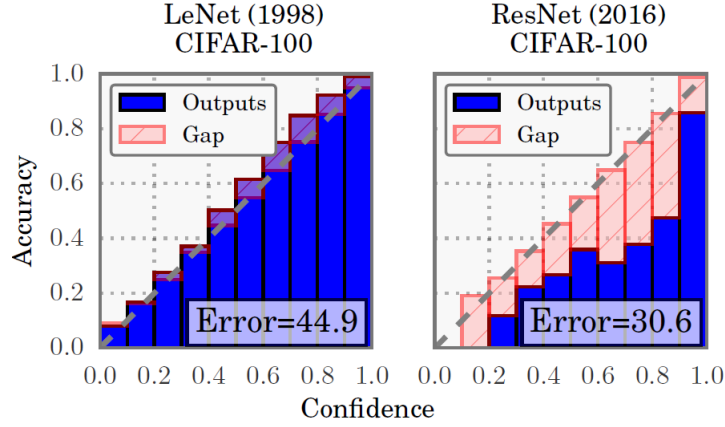 LeNet (1998)
CIFAR-100
ResNet (2016)
CIFAR-100
Accuracy
1.0
0.8
0.6
0.4
0.2
0.0
Outputs
Gap
Error=44.9
0.0 0.2 0.4 0.6 0.8 1.0
Outputs
Gap
Error=30.6
0.0 0.2 0.4 0.6 0.8 1.0
Confidence